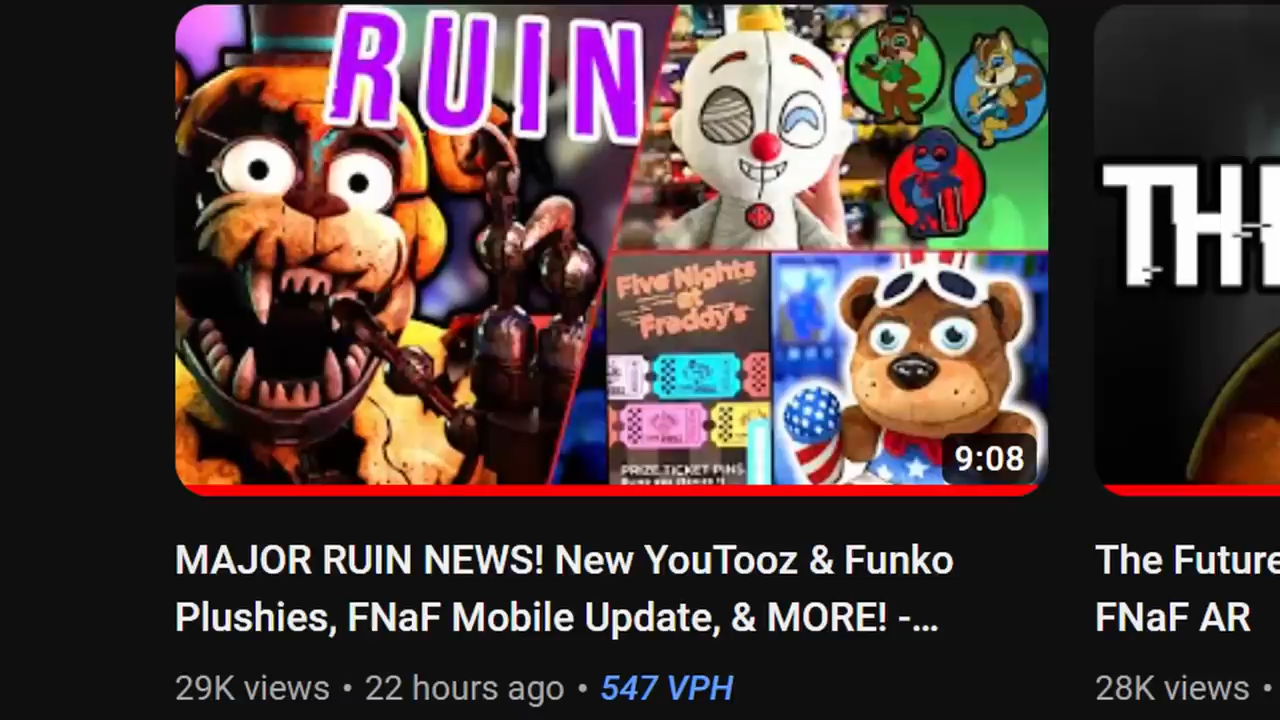 RUIN
Five Nights
at
Freddy's
PRIZE TICKET PINS
9:08
MAJOR RUIN NEWS! New YouTooz & Funko
Plushies, FNaF Mobile Update, & MORE! -...
29K views • 22 hours ago • 547 VPH
THE
The Future
FNaF AR
28K views •